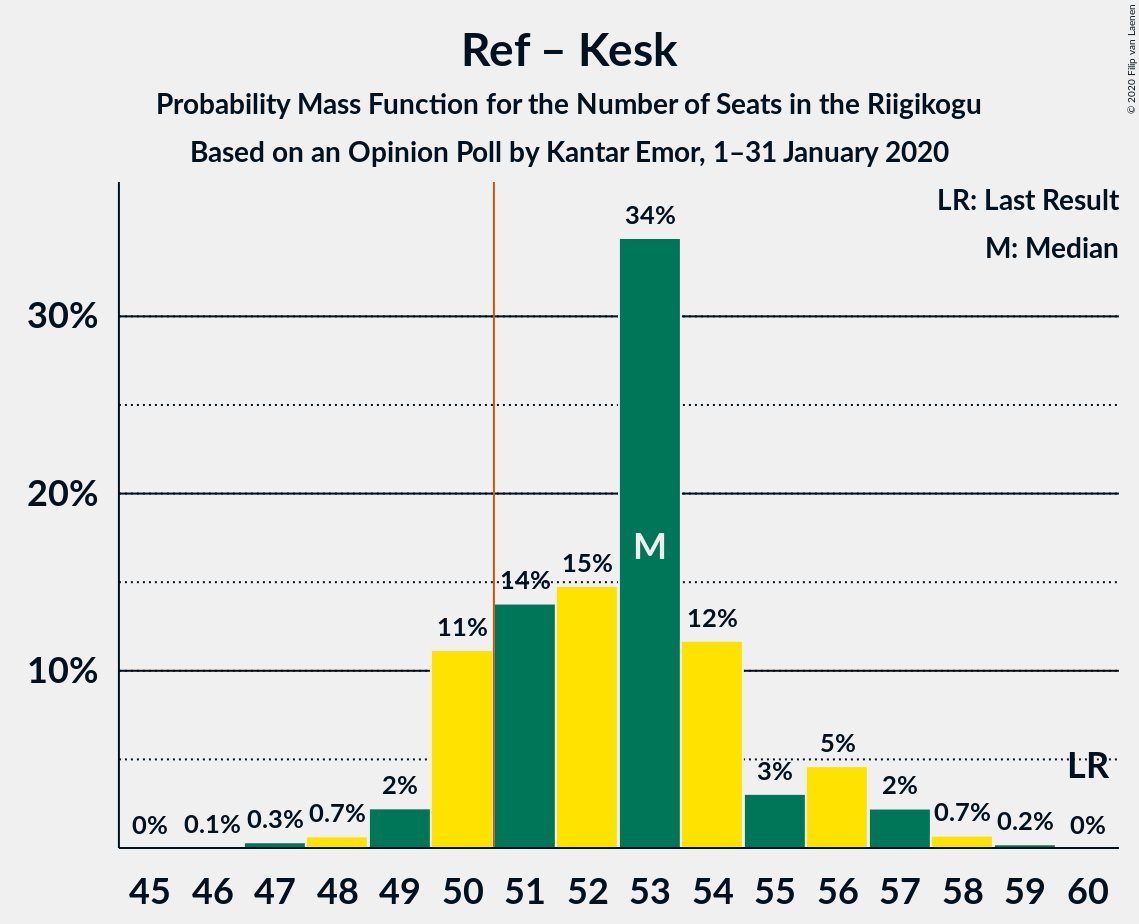 Ref – Kesk
Probability Mass Function for the Number of Seats in the Riigikogu
Based on an Opinion Poll by Kantar Emor, 1–31 January 2020
© 2020 Filip van Laenen
LR: Last Result
M: Median
30%
20%
10%
0%
0.1%
0.3%
0.7%
2%
11%
14%
15%
34%
M
12%
3%
5%
2%
0.7%
0.2%
0%
LR
45 46 47 48 49 50 51 52 53 54 55 56 57 58 59 60